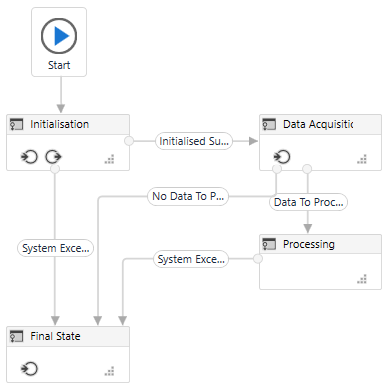 Start
Initialisation
Initialised Su...
Data Acquisitic
No Data To P...
Data To Proc...
System Exce...
System Exce...
Processing
Final State